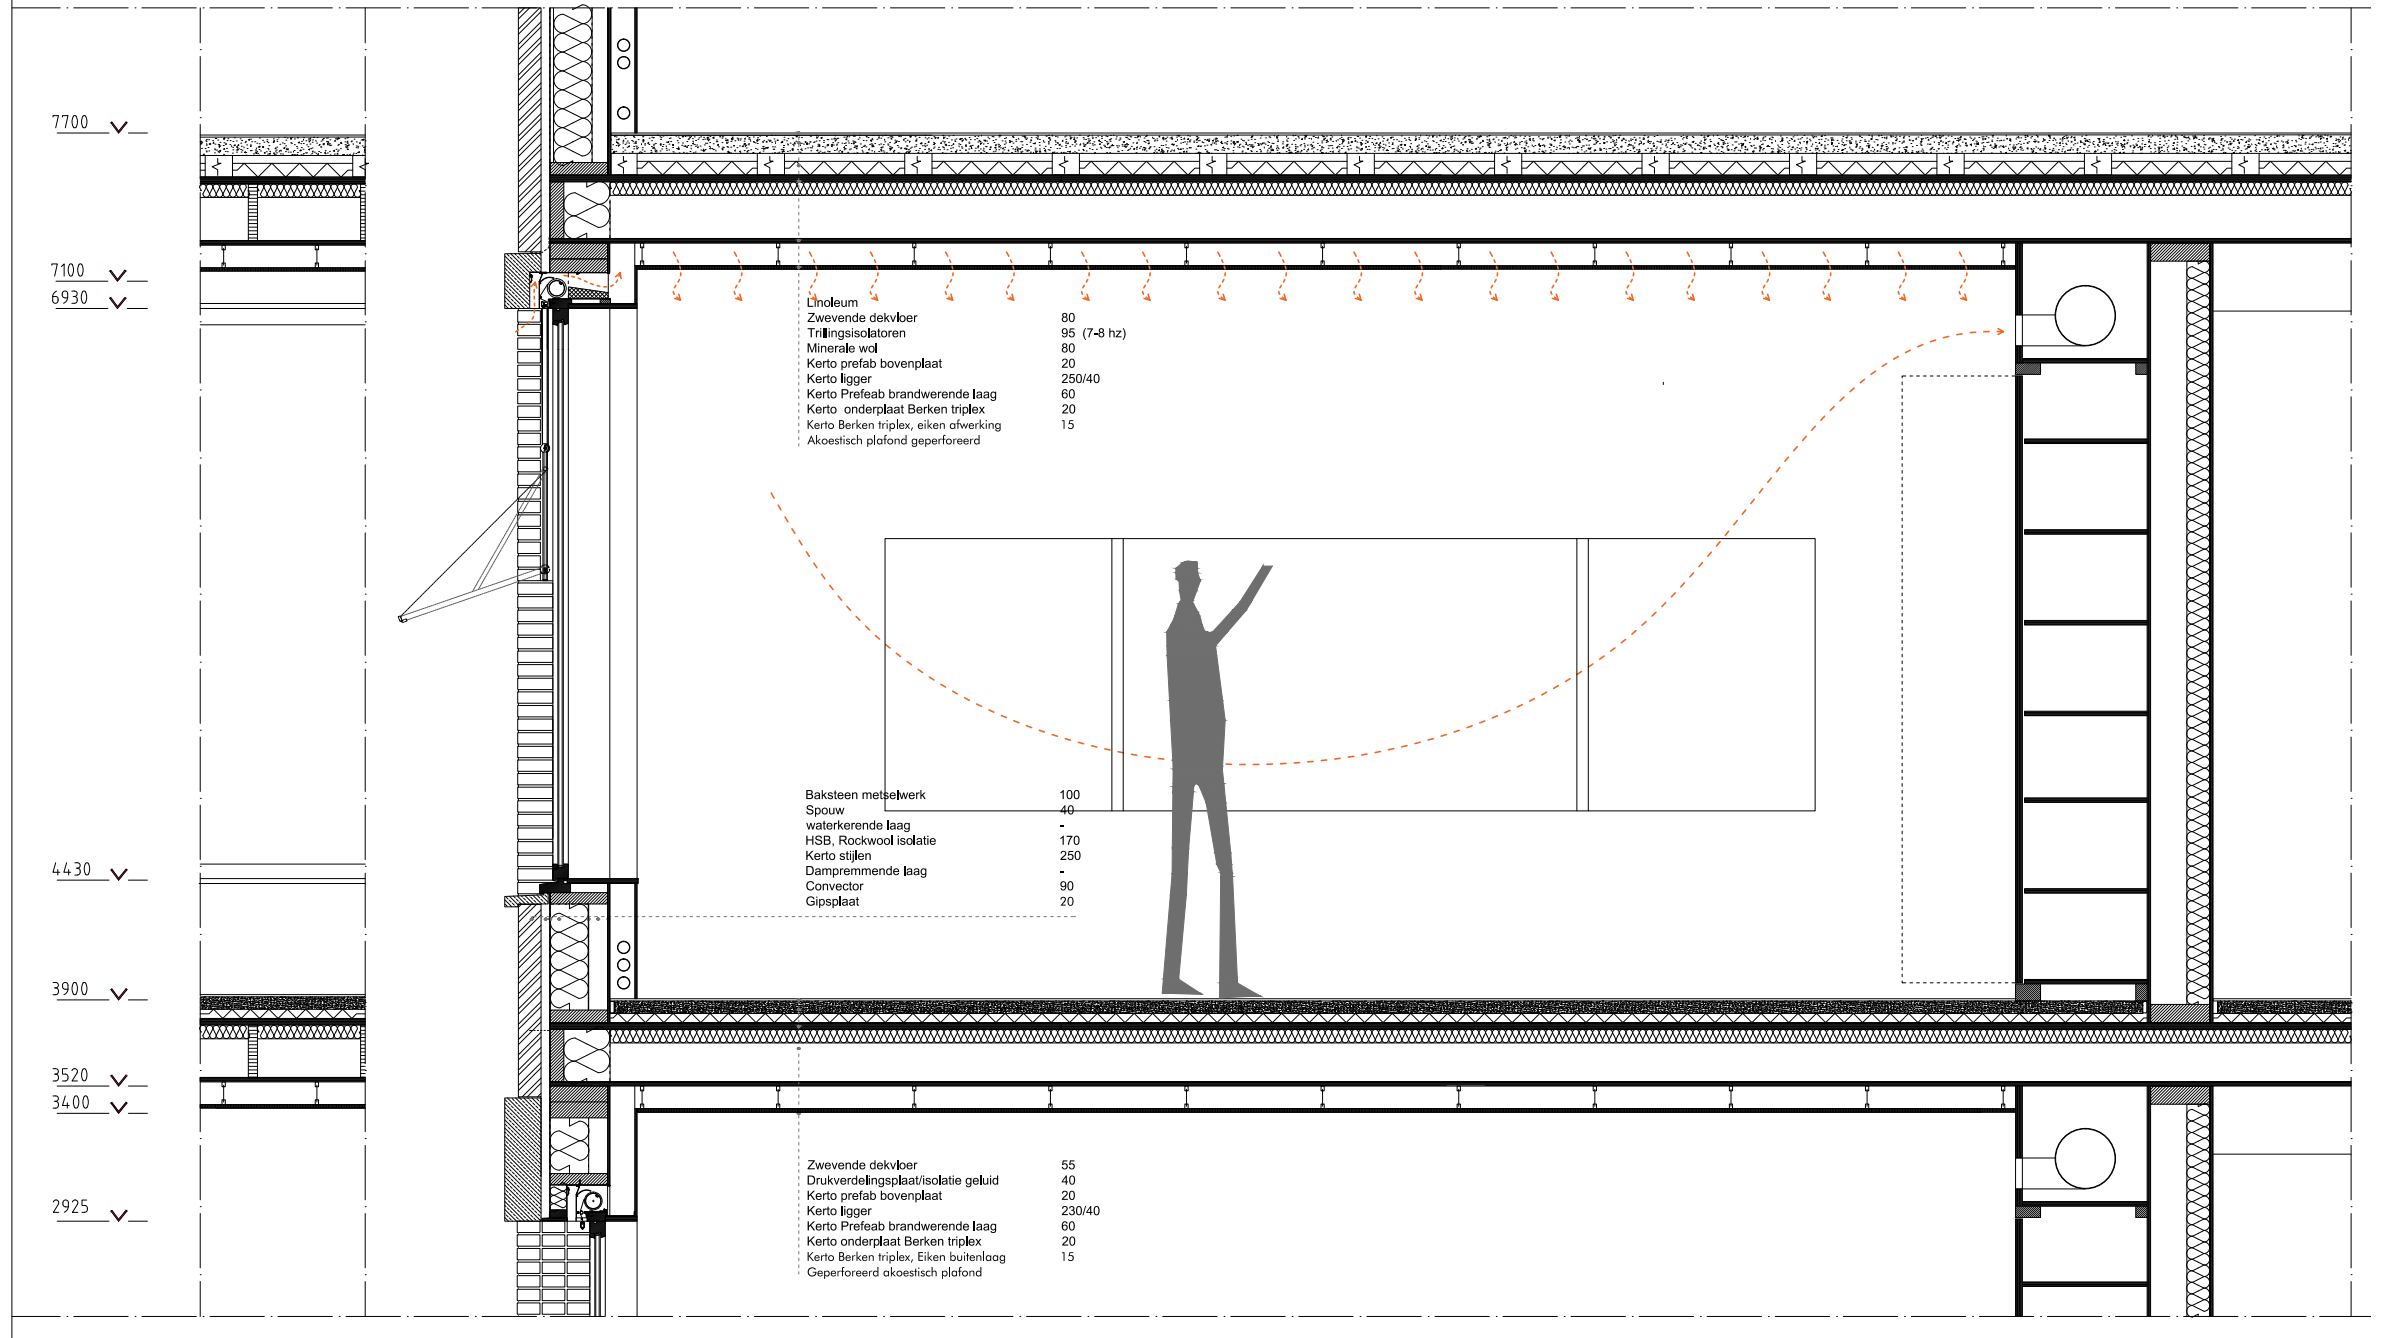 7700
7100
6930
Linoleum
Zwevende dekvloer 80
Trillingsisolatoren 95 (7-8 hz)
Minerale wol 80
Kerto prefab bovenplaat 20
Kerto ligger 250/40
Kerto Prefeab brandwerende laag 60
Kerto onderplaat Berken triplex 20
Kerto Berken triplex, eiken afwerking 15
Akoestisch plafond geperforeerd
Baksteen metselwerk 100
Spouw 40
waterkerende laag -
HSB, Rockwool isolatie 170
Kerto stijlen 250
Dampremmende laag -
Convector 90
Gipsplaat 20
4430
3900
3520
3400
Zwevende dekvloer 55
Drukverdelingsplaat/isolatie geluid 40
Kerto prefab bovenplaat 20
Kerto ligger 230/40
Kerto Prefeab brandwerende laag 60
Kerto onderplaat Berken triplex 20
Kerto Berken triplex, Eiken buitenlaag 15
Geperforeerd akoestisch plafond
2925